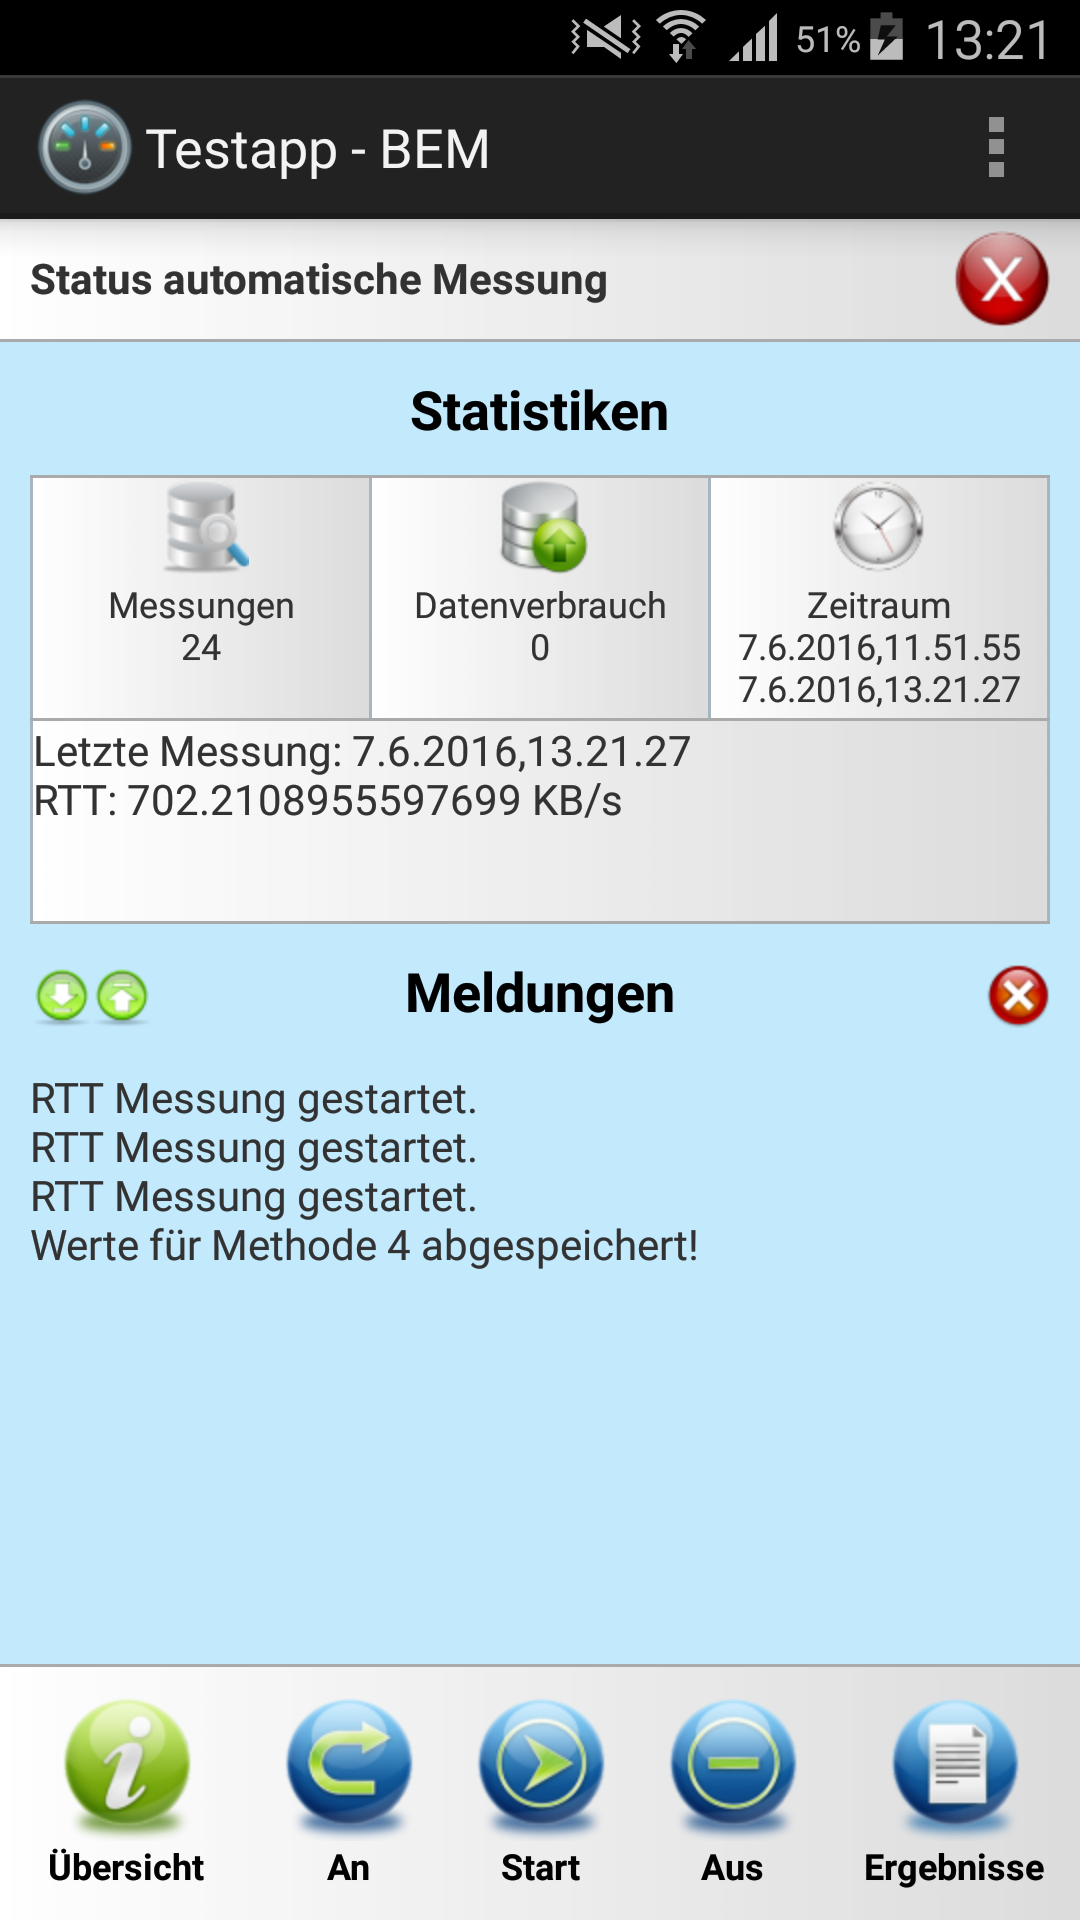 51% 13:21
Testapp - BEM
Status automatische Messung
X
Statistiken
Messungen
24
Datenverbrauch
0
Zeitraum
7.6.2016,11.51.55
7.6.2016,13.21.27
Letzte Messung: 7.6.2016,13.21.27
RTT: 702.2108955597699 KB/s
Meldungen
RTT Messung gestartet.
RTT Messung gestartet.
RTT Messung gestartet.
Werte für Methode 4 abgespeichert!
Übersicht An Start Aus Ergebnisse